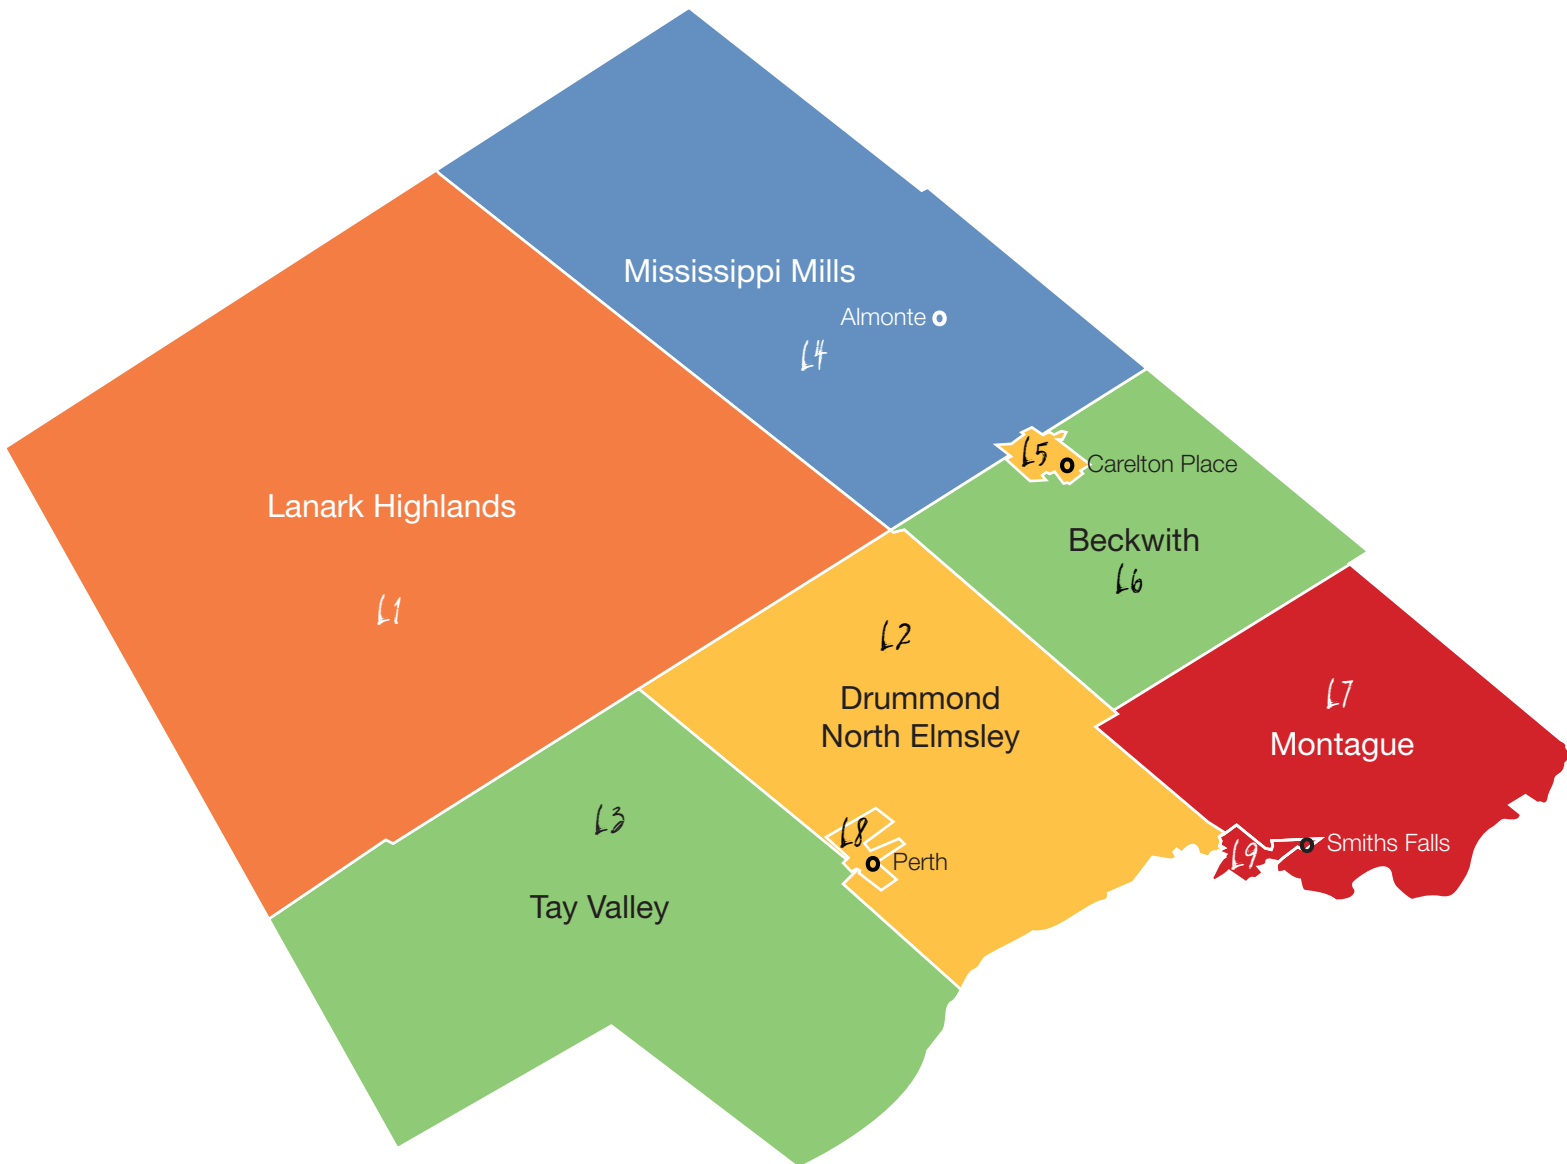 Mississippi Mills
Almonte
L4
L5
Carelton Place
Lanark Highlands
Beckwith
L6
L1
L2
L7
Drummond
North Elmsley
Montague
L3
L8
Perth
Smiths Falls
L9
Tay Valley